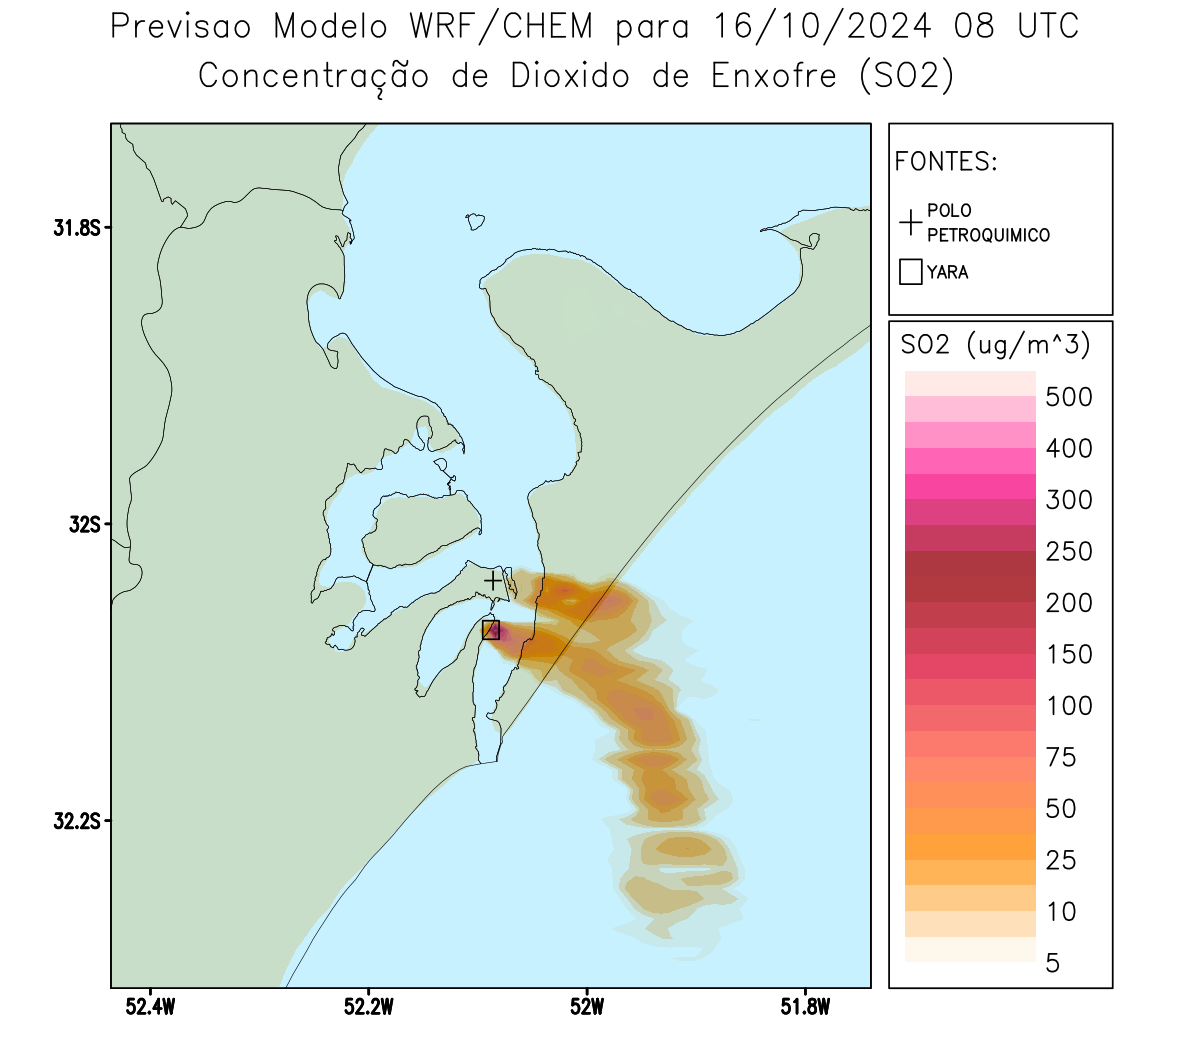 Previsao Modelo WRF/CHEM para 16/10/2024 08 UTC
Concentração de Dioxido de Enxofre (SO2)
FONTES:
POLO
PETROQUIMICO
YARA
SO2 (ug/m^3)
500
400
300
250
200
150
100
75
50
25
10
5
31.8S
32S
32.2S
52.4W
52.2W
52W
51.8W